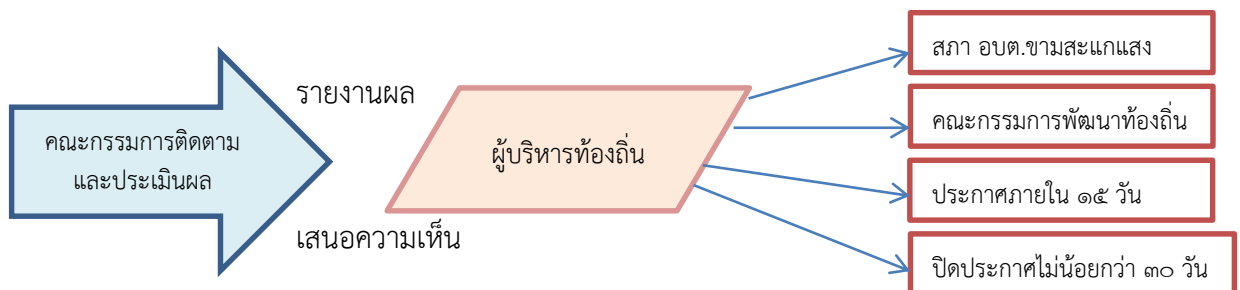 คณะกรรมการติดตาม
และประเมินผล
รายงานผล
เสนอความเห็น
ผู้บริหารท้องถิ่น
สภา อบต.ขามสะแกแสง
คณะกรรมการพัฒนาท้องถิ่น
ประกาศภายใน ๑๕ วัน
ปิดประกาศไม่น้อยกว่า ๓๐ วัน